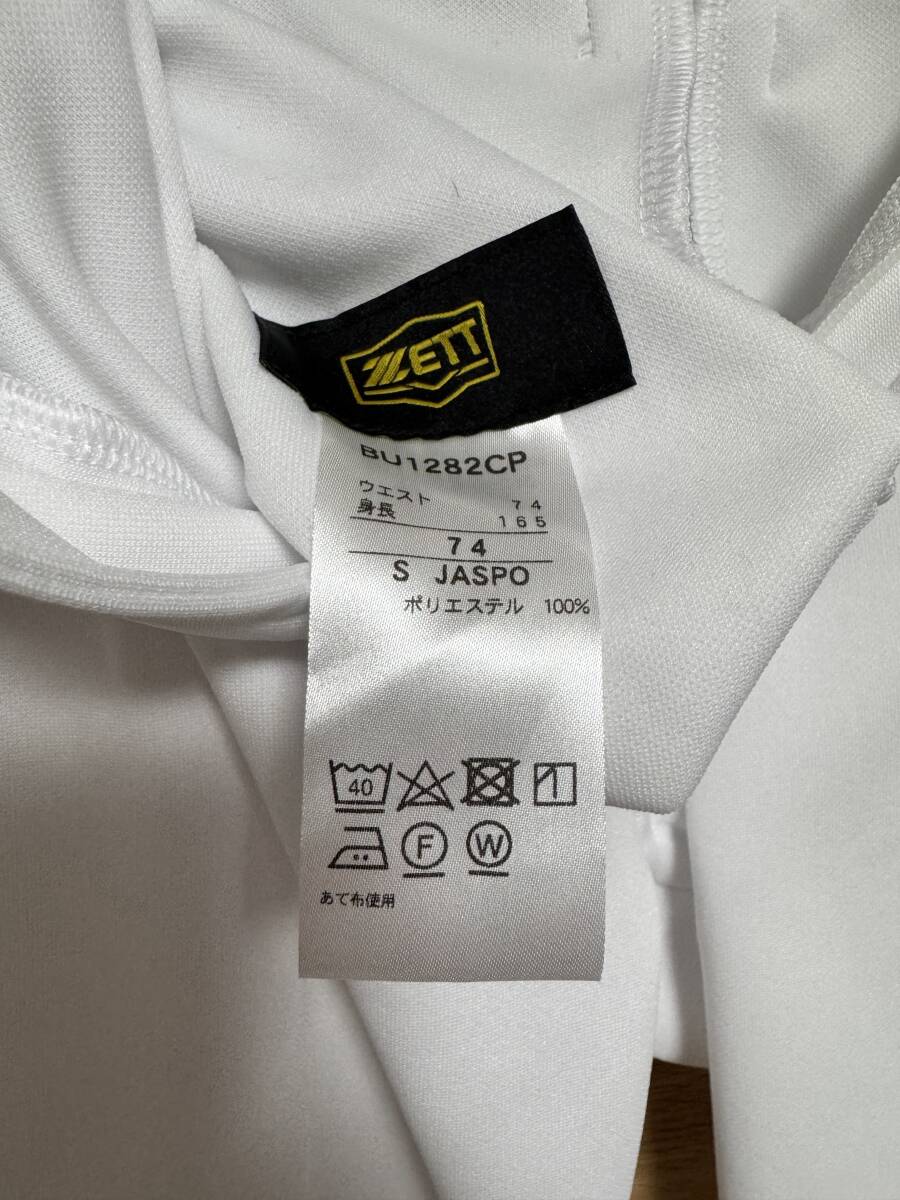 ZETT
BU1282CP
ウエスト 74
身長 165
74
S JASPO
ポリエステル 100%
40
F W
あて布使用